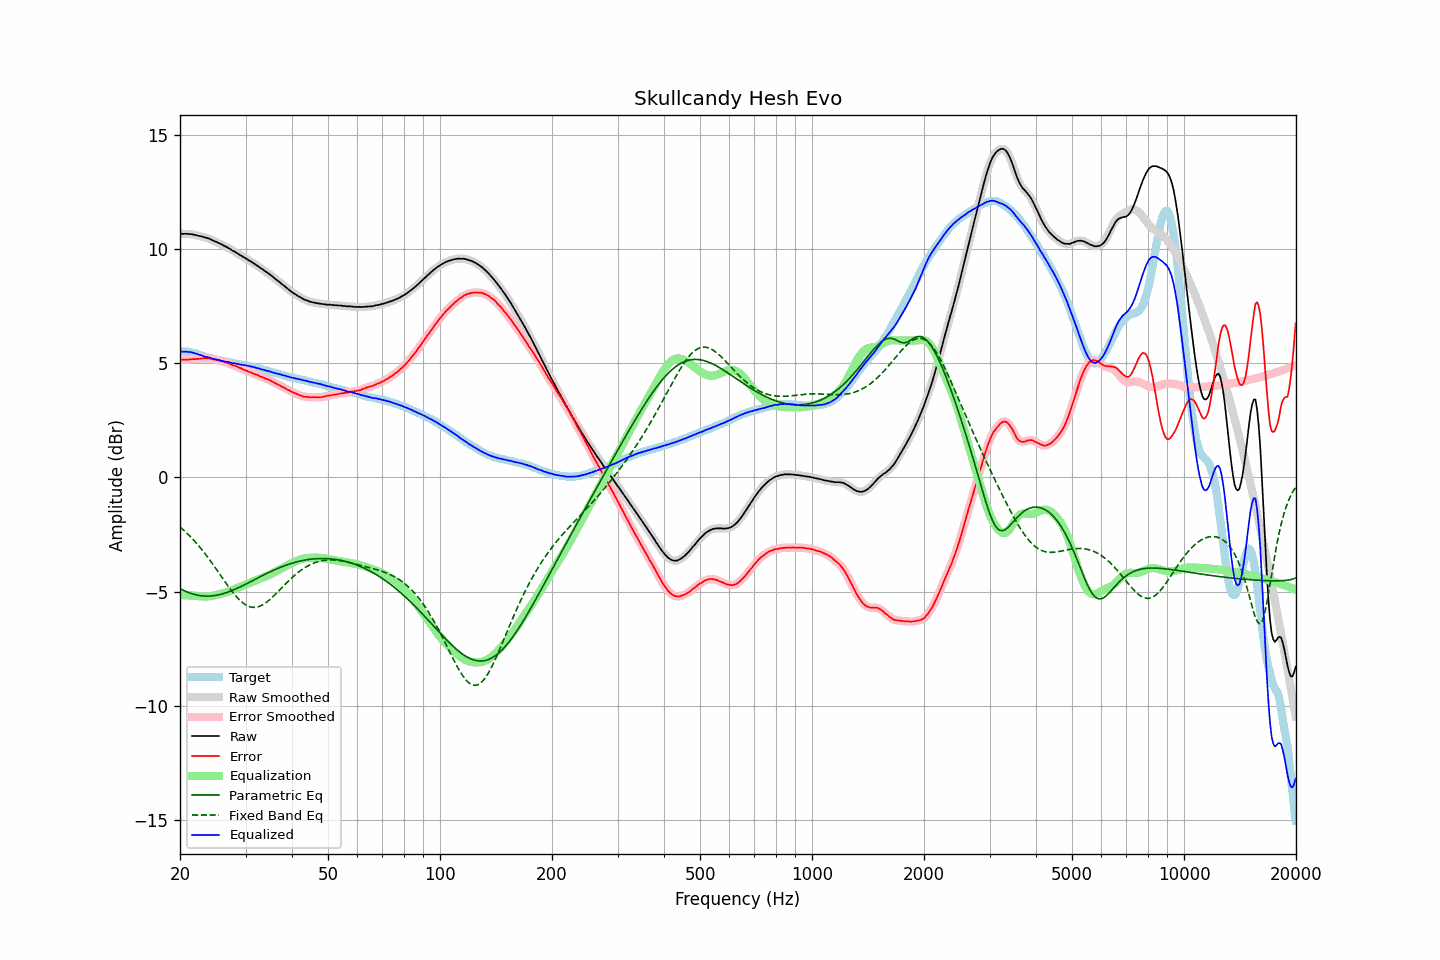 Skullcandy Hesh Evo
Amplitude (dBr)
15
10
5
0
−5
−10
−15
Target
Raw Smoothed
Error Smoothed
Raw
Error
Equalization
Parametric Eq
Fixed Band Eq
Equalized
20 50 100 200 500 1000 2000 5000 10000 20000
Frequency (Hz)